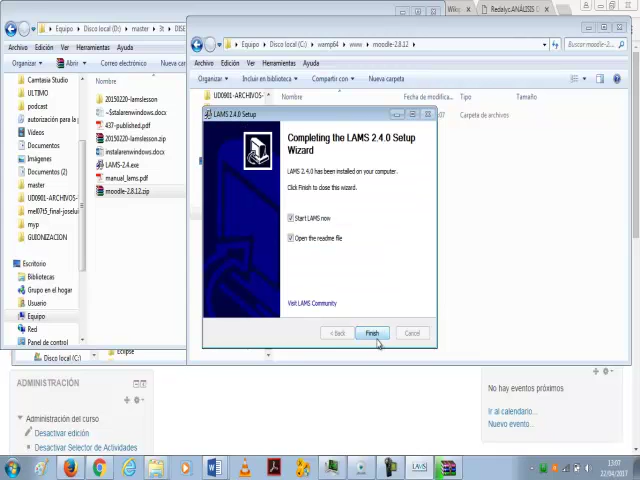 Wikip
Redalyc.ANÁLISIS D
Equipo
Disco local (D:)
master
3t
DISE
Archivo
Edición
Ver
Herramientas
Ayuda
Organizar
Abrir
Correo electrónico
Nueva car
Camtasia Studio
ULTIMO
podcast
autorización para la g
Vídeos
Documentos
Imágenes
Documentos (2)
master
UD0901-ARCHIVOS-
mel07t5_final-joselu
myp
GUIONIZACION
Escritorio
Bibliotecas
Grupo en el hogar
Usuario
Equipo
Red
Panel de control
Nombre
20150220-lamslesson
~$stalarenwindows.docx
437-published.pdf
20150220-lamslesson.zip
instalarenwindows.docx
LAMS-2.4.exe
manual_lams.pdf
moodle-2.8.12.zip
Disco local (C:)
Eclipse
Equipo
Disco local (C:)
wamp64
www
moodle-2.8.12
Buscar moodle-2....
Archivo
Edición
Ver
Herramientas
Ayuda
Organizar
Incluir en biblioteca
Compartir con
Nueva carpeta
UD0901-ARCHIVOS-
Nombre
Fecha de modifica...
Tipo
Tamaño
07
Carpeta de archivos
LAMS 2.4.0 Setup
Completing the LAMS 2.4.0 Setup
Wizard
LAMS 2.4.0 has been installed on your computer.
Click Finish to close this wizard.
Start LAMS now
Open the readme file
Visit LAMS Community
< Back
Finish
Cancel
ADMINISTRACIÓN
Administración del curso
Desactivar edición
Desactivar Selector de Actividades
No hay eventos próximos
Ir al calendario...
Nuevo evento...
LAMS
13:07
22/04/2017